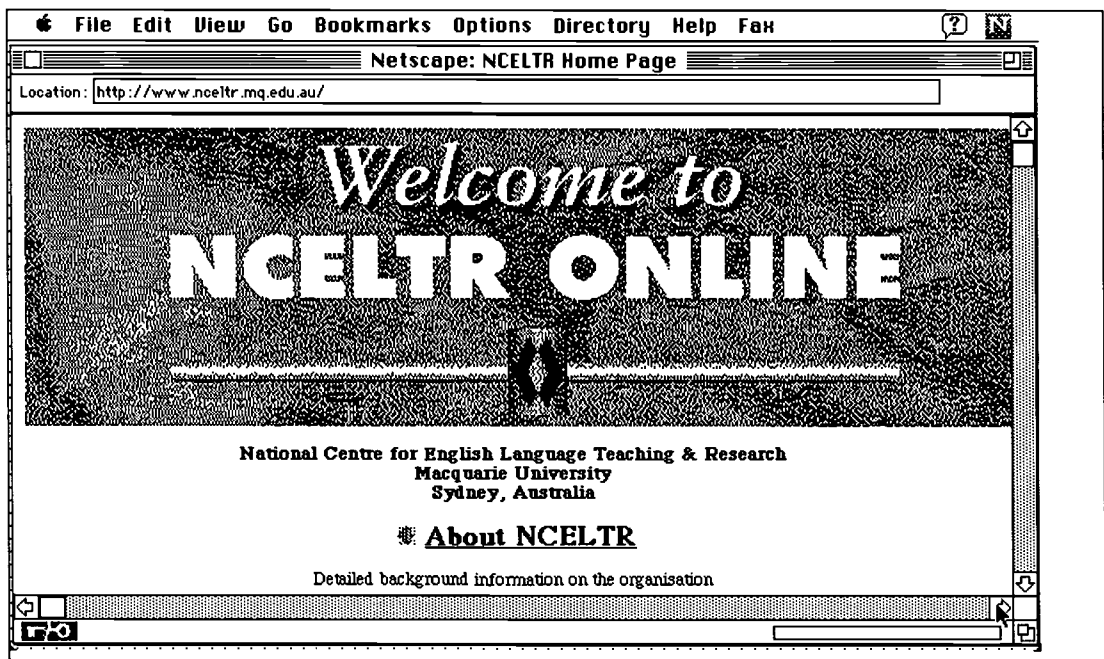 File Edit View Go Bookmarks Options Directory Help Fax ? N
Netscape: NCELTR Home Page
Location: http://www.nceltr.mq.edu.au/
Welcome to
NCELTR ONLINE
National Centre for English Language Teaching & Research
Macquarie University
Sydney, Australia
About NCELTR
Detailed background information on the organisation